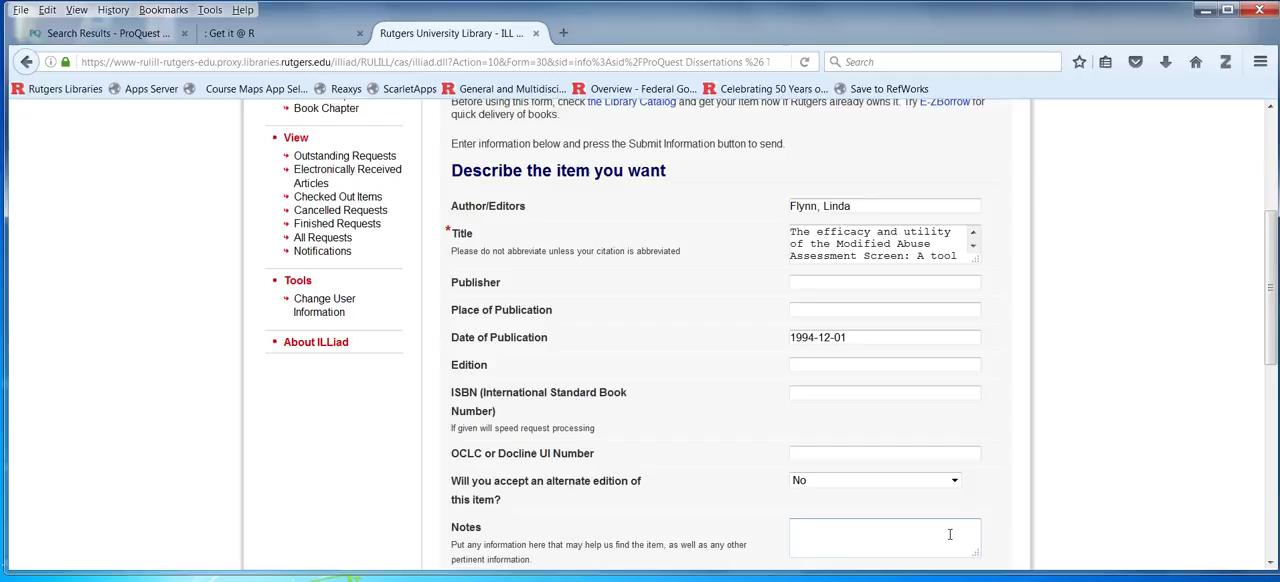 File Edit View History Bookmarks Tools Help
PQ Search Results - ProQuest ... × : Get it @ R × Rutgers University Library - ILL ... × +
https://www-rulill-rutgers-edu.proxy.libraries.rutgers.edu/illiad/RULILL/cas/illiad.dll?Action=10&Form=30&sid=info%3Asid%2FProQuest Dissertations %26 T Search
Rutgers Libraries Apps Server Course Maps App Sel... Reaxys ScarletApps General and Multidisci... Overview - Federal Go... Celebrating 50 Years o... Save to RefWorks
Book Chapter
View
Outstanding Requests
Electronically Received
Articles
Checked Out Items
Cancelled Requests
Finished Requests
All Requests
Notifications
Tools
Change User
Information
About ILLiad
Before using this form, check the Library Catalog and get your item now if Rutgers already owns it. Try E-ZBorrow for
quick delivery of books.
Enter information below and press the Submit Information button to send.
Describe the item you want
Author/Editors Flynn, Linda
*Title
Please do not abbreviate unless your citation is abbreviated
The efficacy and utility
of the Modified Abuse
Assessment Screen: A tool
Publisher
Place of Publication
Date of Publication 1994-12-01
Edition
ISBN (International Standard Book
Number)
If given will speed request processing
OCLC or Docline UI Number
Will you accept an alternate edition of
this item?
No
Notes
Put any information here that may help us find the item, as well as any other
pertinent information.